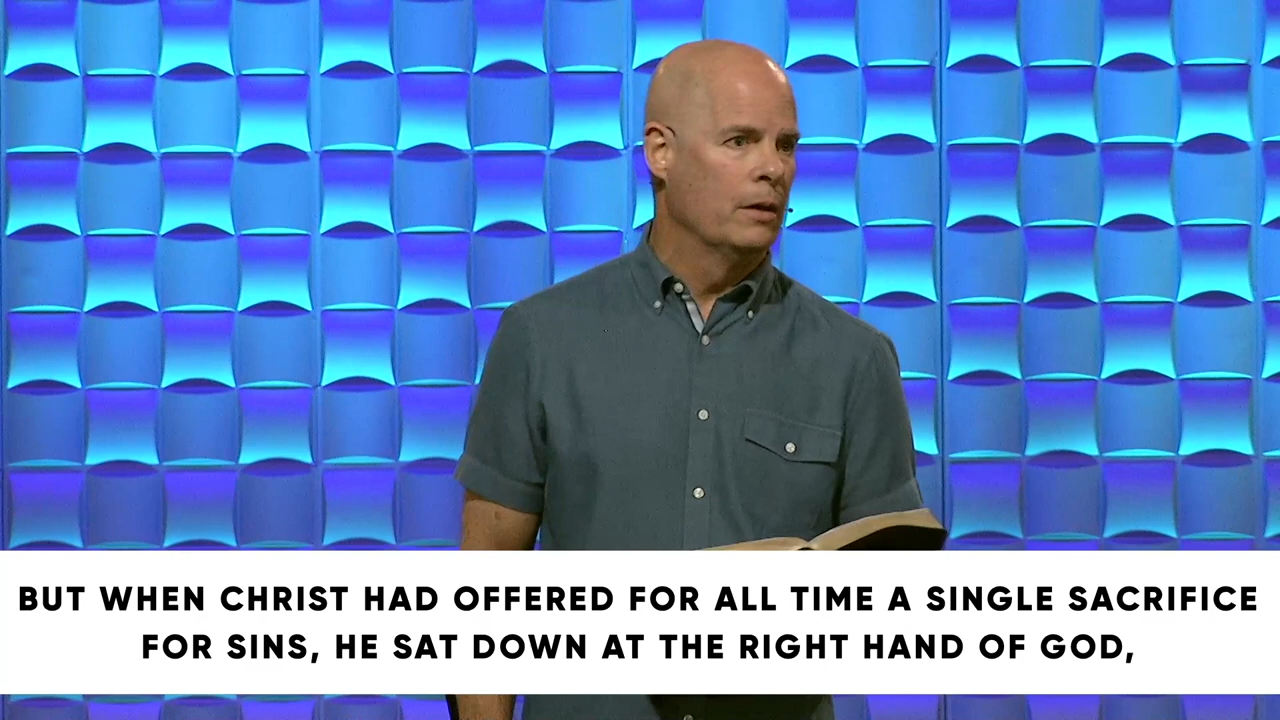 BUT WHEN CHRIST HAD OFFERED FOR ALL TIME A SINGLE SACRIFICE
FOR SINS, HE SAT DOWN AT THE RIGHT HAND OF GOD,